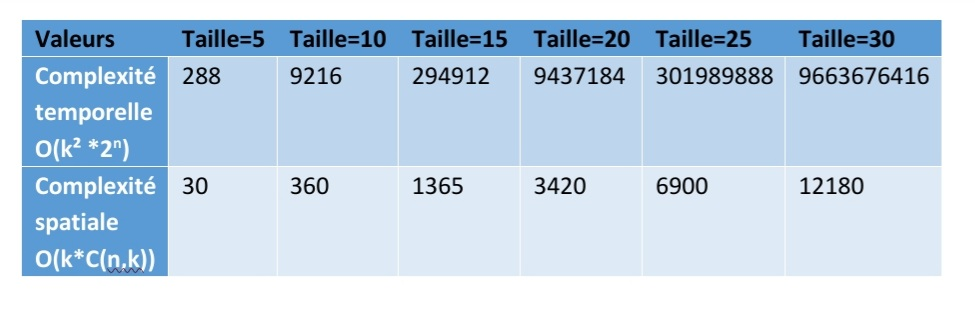 Valeurs Taille=5 Taille=10 Taille=15 Taille=20 Taille=25 Taille=30
Complexité temporelle O(k² *2ⁿ) 288 9216 294912 9437184 301989888 9663676416
Complexité spatiale O(k*C(n,k)) 30 360 1365 3420 6900 12180